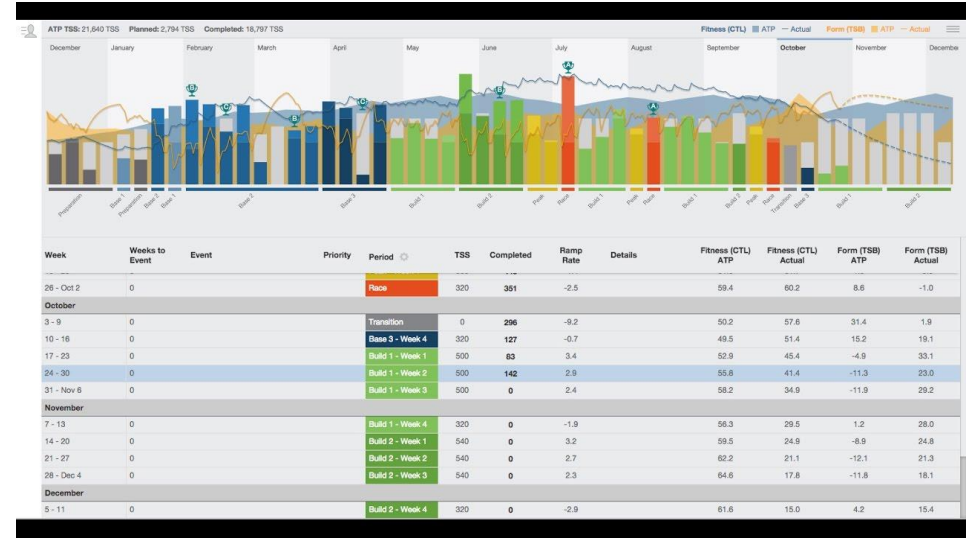 ATP TSS: 21,640 TSS Planned: 2,794 TSS Completed: 18,797 TSS Fitness (CTL) ATP Actual Form (TSB) ATP Actual
December January February March April May June July August September October November December
B C B C B A A
Preparation Base 1 Preparation Base 2 Base 1 Base 2 Base 3 Build 1 Build 2 Peak Race Build 1 Peak Race Build 1 Build 2 Peak Race Transition Base 3 Build 1 Build 2
Week Weeks to Event Event Priority Period TSS Completed Ramp Rate Details Fitness (CTL) ATP Fitness (CTL) Actual Form (TSB) ATP Form (TSB) Actual
26 - Oct 2 0 Race 320 351 -2.5 59.4 60.2 8.6 -1.0
October
3 - 9 0 Transition 0 296 -9.2 50.2 57.6 31.4 1.9
10 - 16 0 Base 3 - Week 4 320 127 -0.7 49.5 51.4 15.2 19.1
17 - 23 0 Build 1 - Week 1 500 83 3.4 52.9 45.4 -4.9 33.1
24 - 30 0 Build 1 - Week 2 500 142 2.9 55.8 41.4 -11.3 23.0
31 - Nov 6 0 Build 1 - Week 3 500 0 2.4 58.2 34.9 -11.9 29.2
November
7 - 13 0 Build 1 - Week 4 320 0 -1.9 56.3 29.5 1.2 28.0
14 - 20 0 Build 2 - Week 1 540 0 3.2 59.5 24.9 -8.9 24.8
21 - 27 0 Build 2 - Week 2 540 0 2.7 62.2 21.1 -12.1 21.3
28 - Dec 4 0 Build 2 - Week 3 540 0 2.3 64.6 17.8 -11.8 18.1
December
5 - 11 0 Build 2 - Week 4 320 0 -2.9 61.6 15.0 4.2 15.4